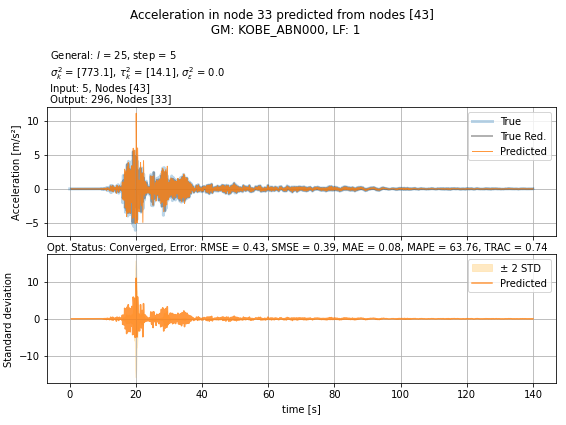 Acceleration in node 33 predicted from nodes [43]
GM: KOBE_ABN000, LF: 1
General: l = 25, step = 5
σ²ₖ = [773.1], τ²ₖ = [14.1], σ²ε = 0.0
Input: 5, Nodes [43]
Output: 296, Nodes [33]
Acceleration [m/s²]
10
5
0
−5
True
True Red.
Predicted
Opt. Status: Converged, Error: RMSE = 0.43, SMSE = 0.39, MAE = 0.08, MAPE = 63.76, TRAC = 0.74
Standard deviation
10
0
−10
± 2 STD
Predicted
0 20 40 60 80 100 120 140
time [s]